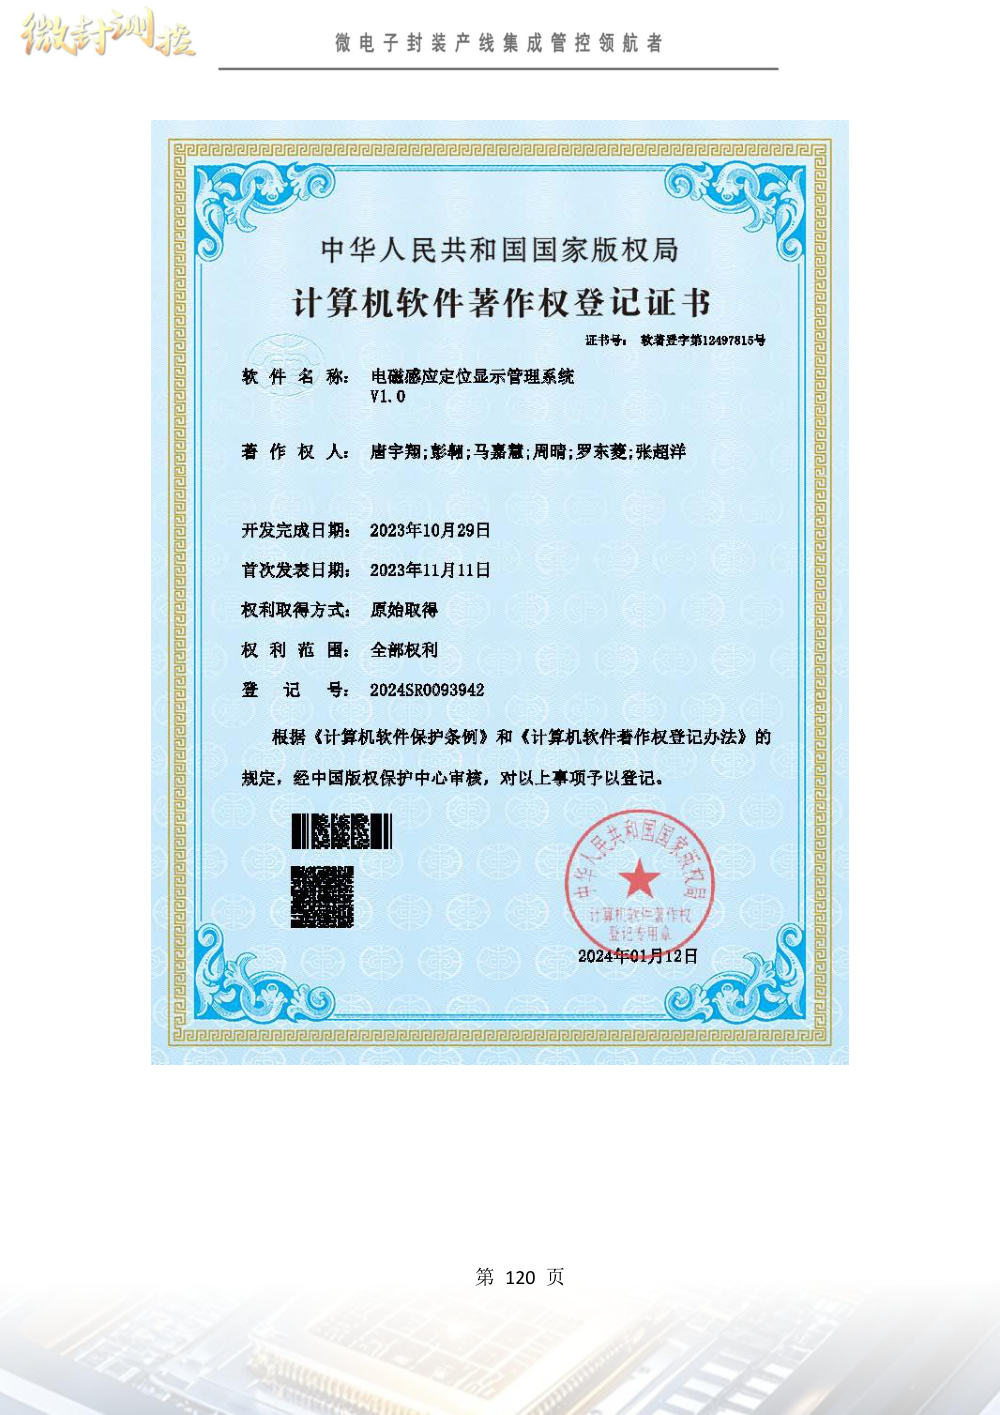 微封训控
微电子封装产线集成管控领航者
中华人民共和国国家版权局
计算机软件著作权登记证书
证书号： 软著登字第12497815号
软件名称： 电磁感应定位显示管理系统
V1.0
著作权人： 唐宇翔;彭翱;马嘉慧;周晴;罗东菱;张超洋
开发完成日期： 2023年10月29日
首次发表日期： 2023年11月11日
权利取得方式： 原始取得
权利范围： 全部权利
登记号： 2024SR0093942
根据《计算机软件保护条例》和《计算机软件著作权登记办法》的
规定，经中国版权保护中心审核，对以上事项予以登记。
中华人民共和国国家版权局
计算机软件著作权
登记专用章
2024年01月12日
第 120 页